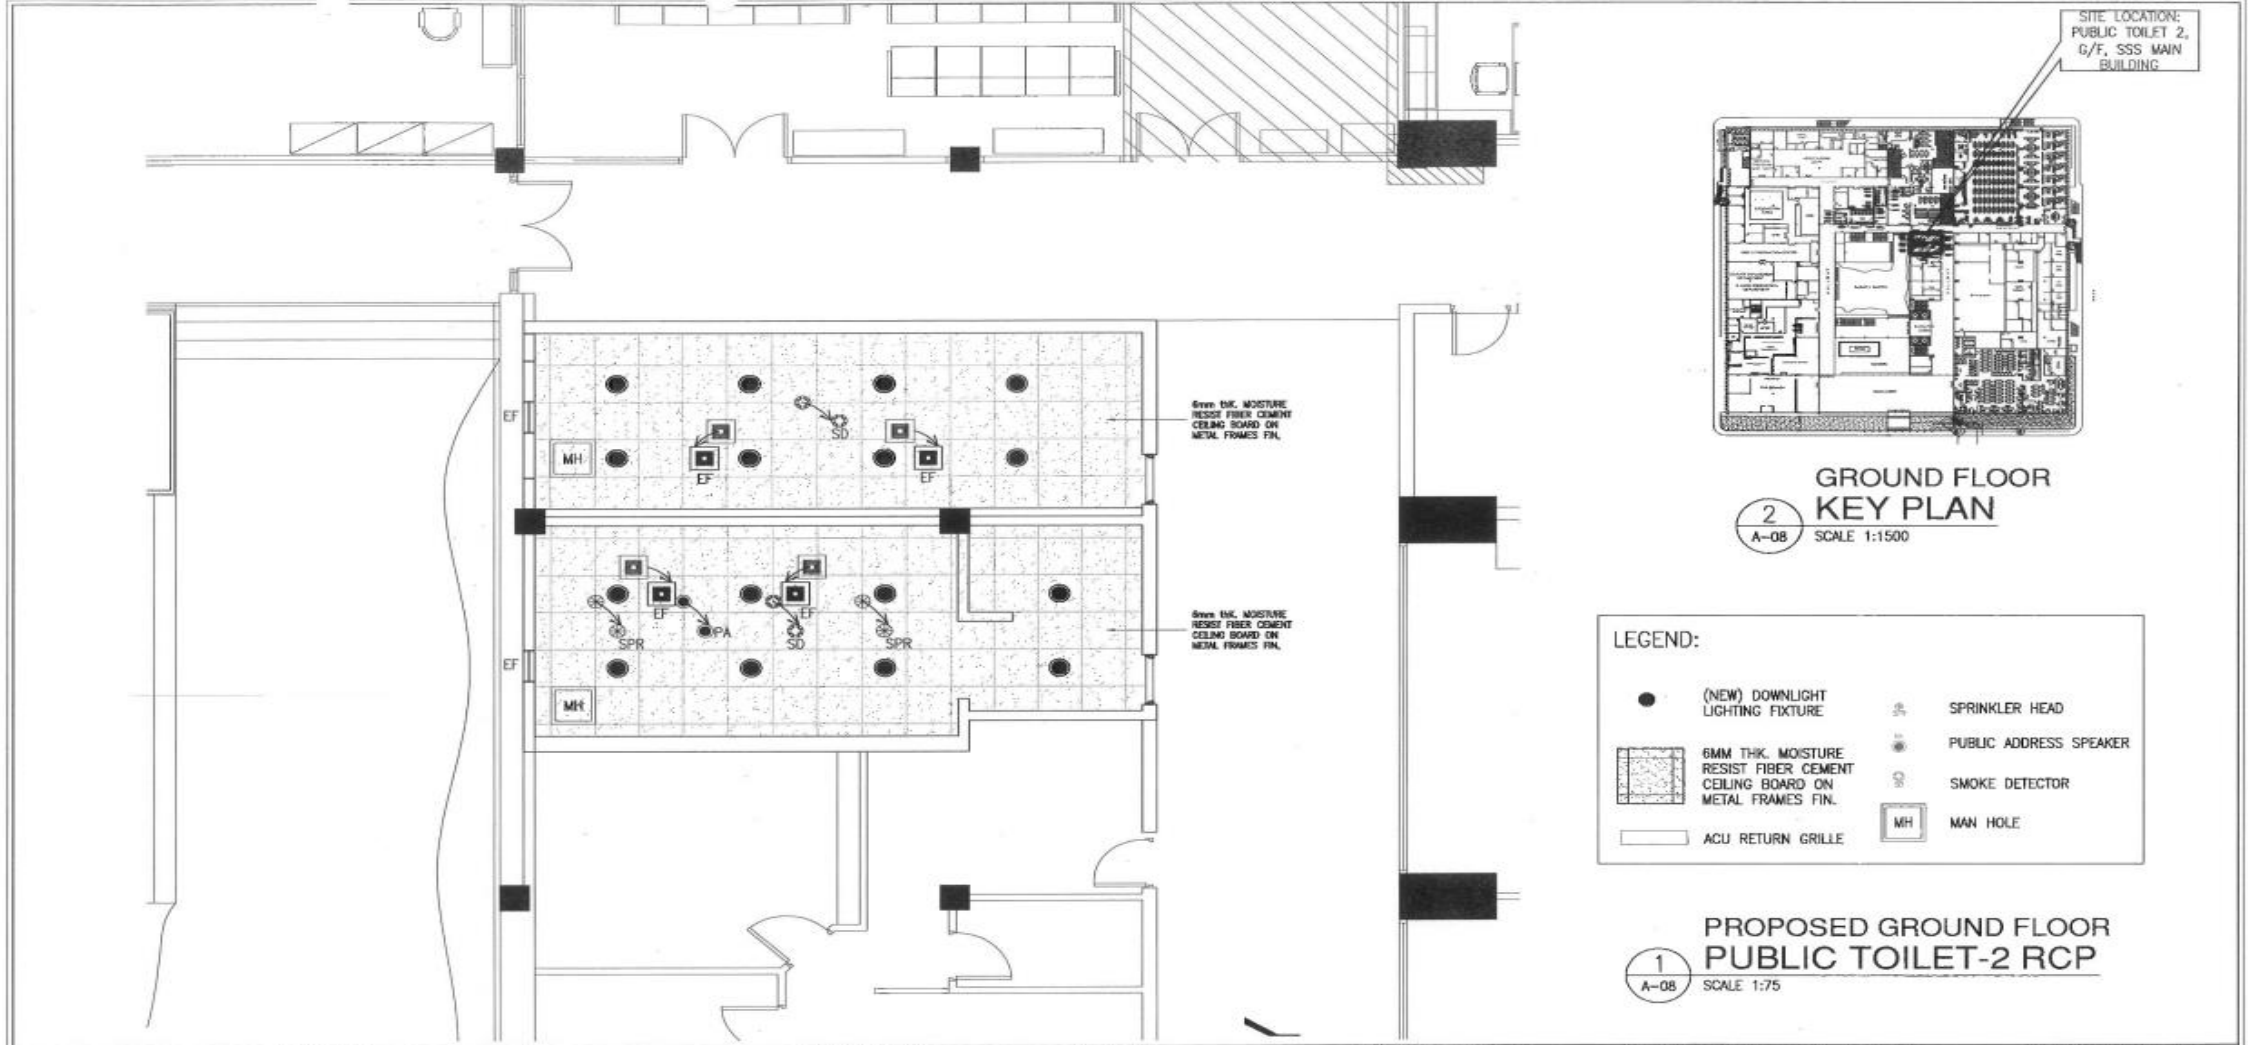 SITE LOCATION:
PUBLIC TOILET 2,
G/F, SSS MAIN
BUILDING
EF
MH
SD
EF
EF
6mm thK. MOISTURE
RESIST FIBER CEMENT
CEILING BOARD ON
METAL FRAMES FIN,
GROUND FLOOR
2
KEY PLAN
A-08
SCALE 1:1500
EF
EF
PA
SPR
SD
SPR
EF
MH
6mm thK. MOISTURE
RESIST FIBER CEMENT
CEILING BOARD ON
METAL FRAMES FIN,
LEGEND:
(NEW) DOWNLIGHT
LIGHTING FIXTURE
6MM THK. MOISTURE
RESIST FIBER CEMENT
CEILING BOARD ON
METAL FRAMES FIN.
ACU RETURN GRILLE
SPRINKLER HEAD
PUBLIC ADDRESS SPEAKER
SMOKE DETECTOR
MH
MAN HOLE
PROPOSED GROUND FLOOR
1
PUBLIC TOILET-2 RCP
A-08
SCALE 1:75